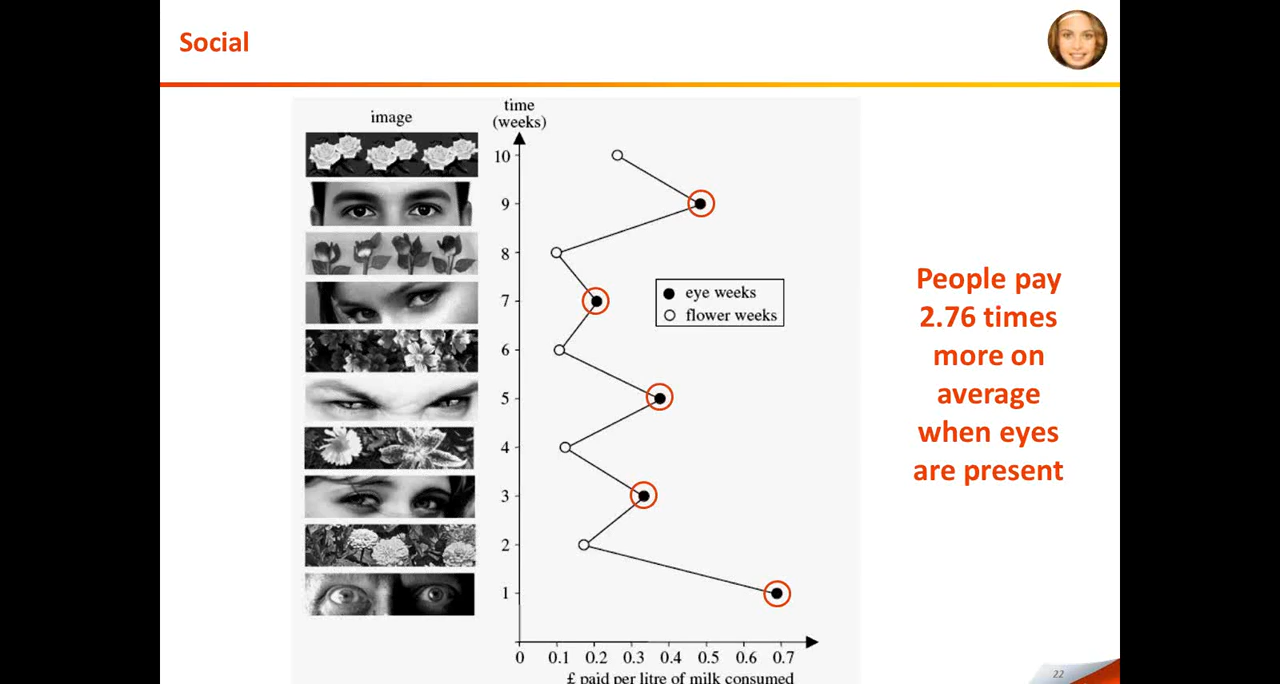 Social
image
time
(weeks)
10
9
8
7
6
5
4
3
2
1
eye weeks
flower weeks
0 0.1 0.2 0.3 0.4 0.5 0.6 0.7
£ paid per litre of milk consumed
People pay
2.76 times
more on
average
when eyes
are present
22